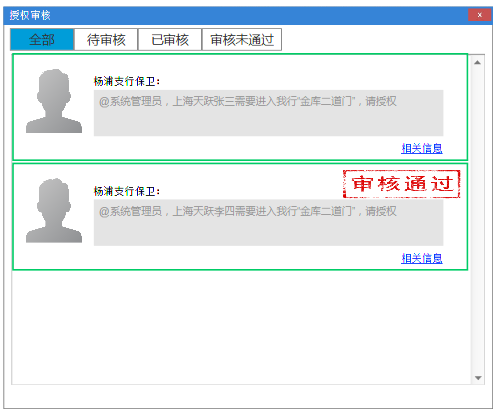 授权审核
x
全部
待审核
已审核
审核未通过
杨浦支行保卫：
@系统管理员，上海天跃张三需要进入我行“金库二道门”，请授权
相关信息
审核通过
杨浦支行保卫：
@系统管理员，上海天跃李四需要进入我行“金库二道门”，请授权
相关信息